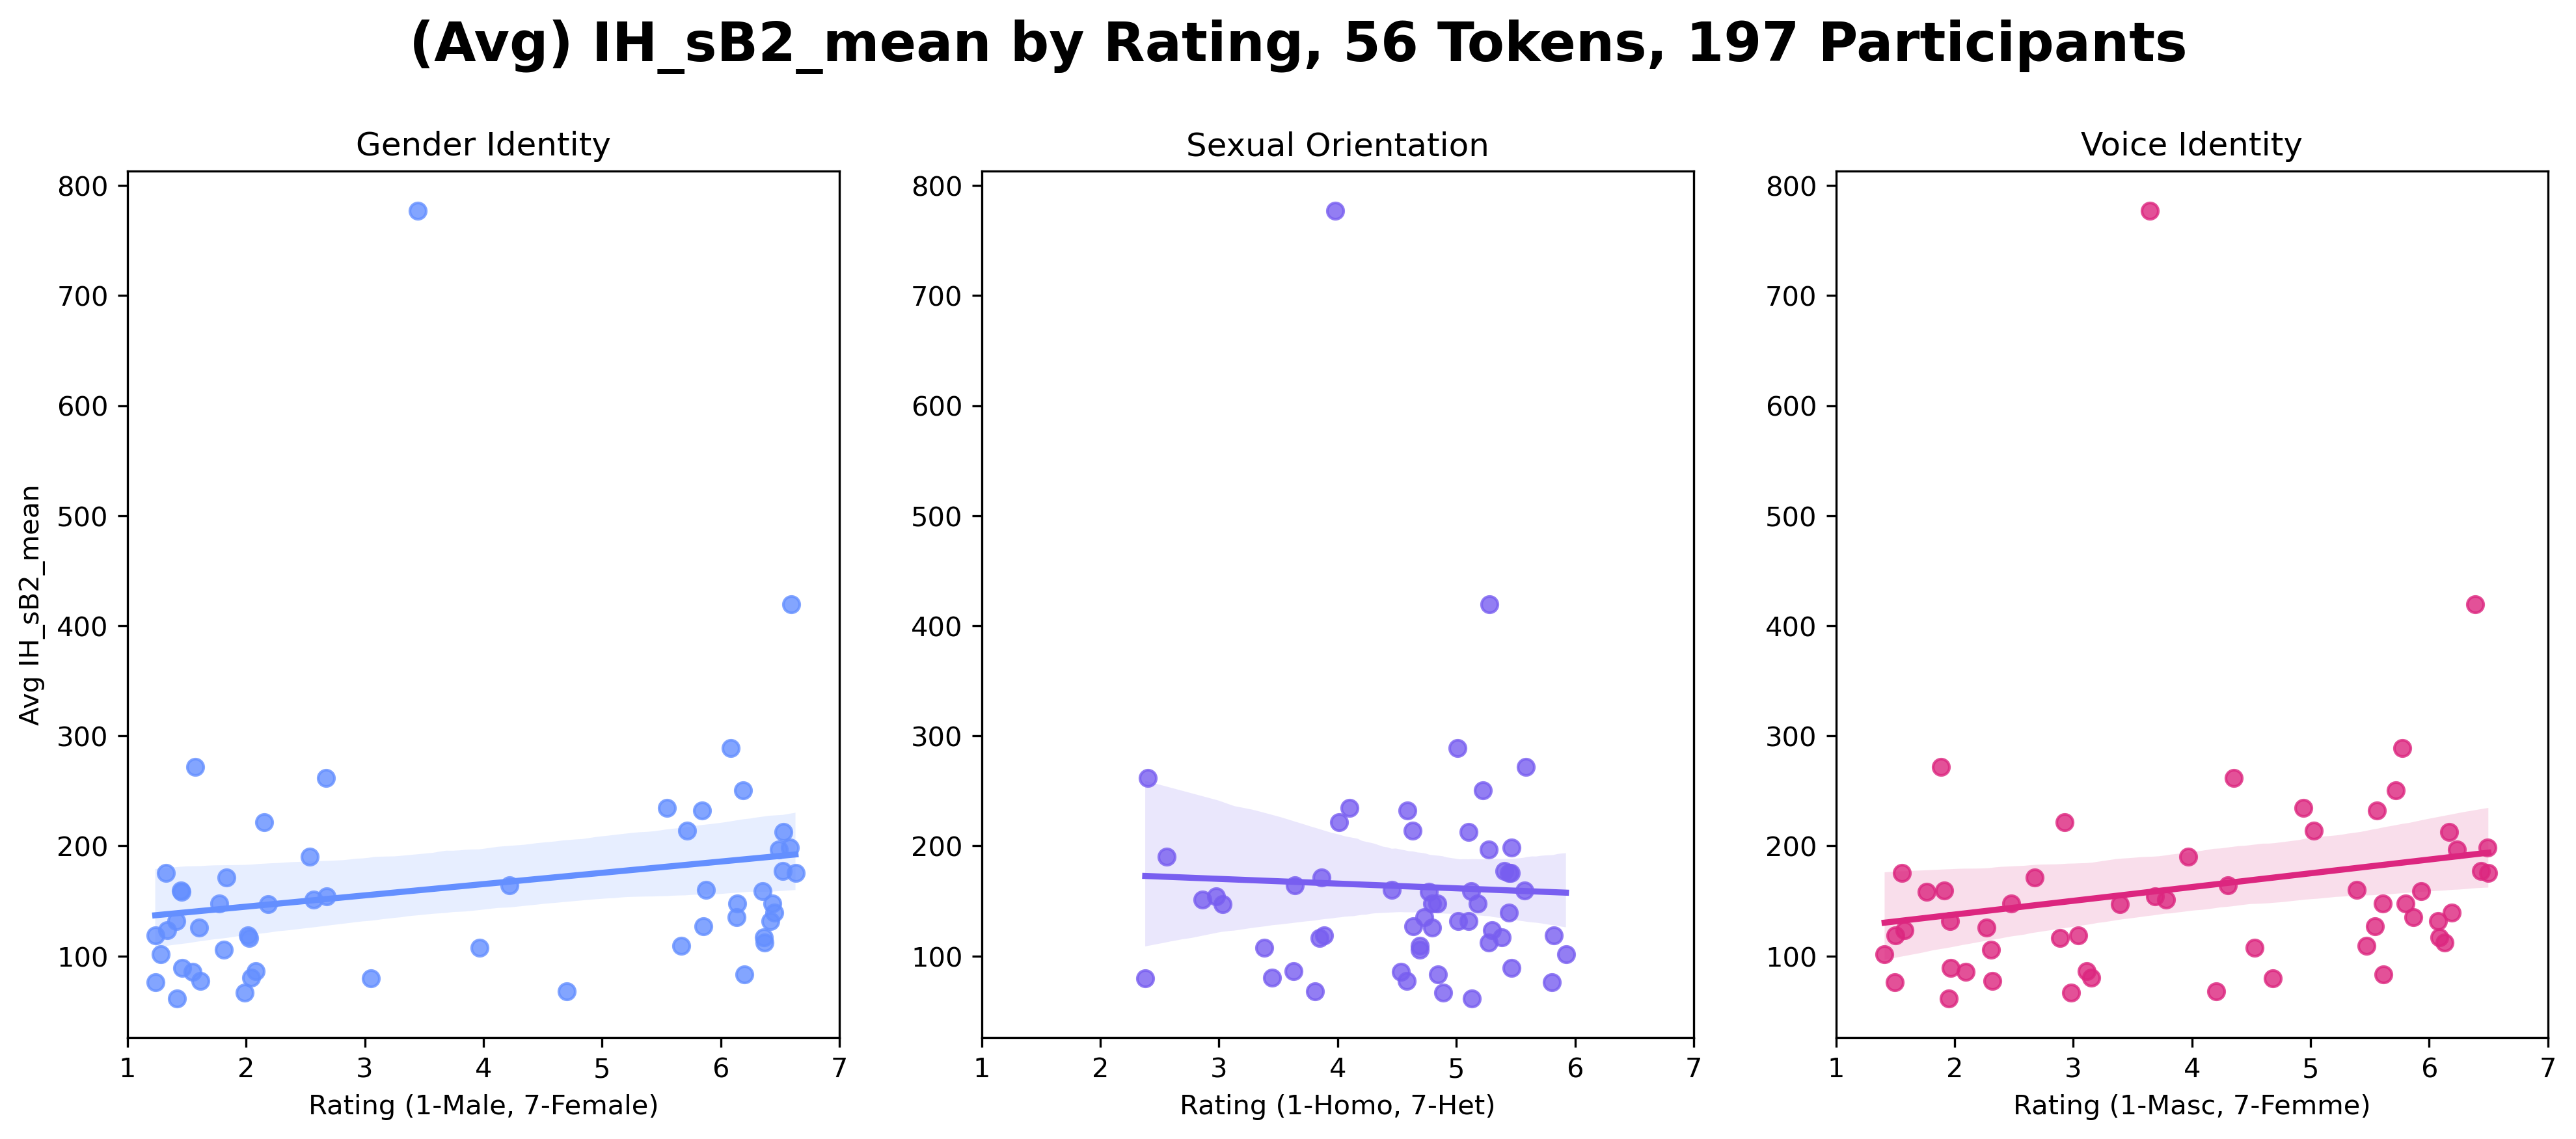 (Avg) IH_sB2_mean by Rating, 56 Tokens, 197 Participants
Gender Identity
Sexual Orientation
Voice Identity
Avg IH_sB2_mean
800
700
600
500
400
300
200
100
1 2 3 4 5 6 7
Rating (1-Male, 7-Female)
800
700
600
500
400
300
200
100
1 2 3 4 5 6 7
Rating (1-Homo, 7-Het)
800
700
600
500
400
300
200
100
1 2 3 4 5 6 7
Rating (1-Masc, 7-Femme)